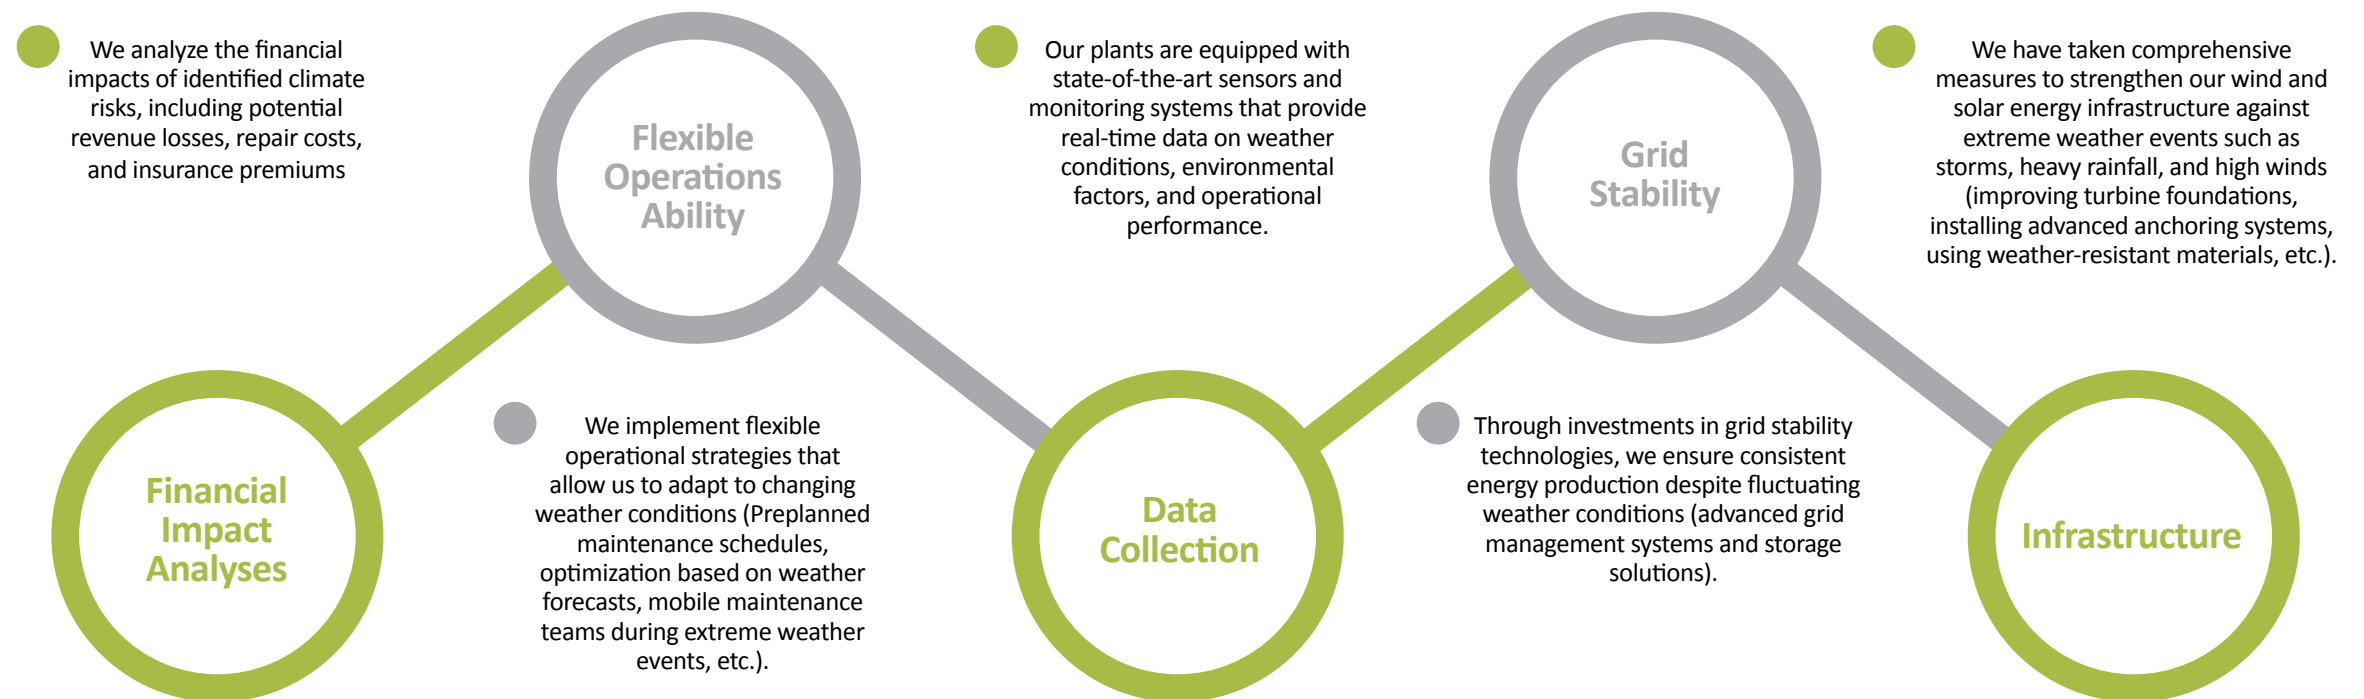 We analyze the financial
impacts of identified climate
risks, including potential
revenue losses, repair costs,
and insurance premiums
Financial
Impact
Analyses
Flexible
Operations
Ability
We implement flexible
operational strategies that
allow us to adapt to changing
weather conditions (Preplanned
maintenance schedules,
optimization based on weather
forecasts, mobile maintenance
teams during extreme weather
events, etc.).
Our plants are equipped with
state-of-the-art sensors and
monitoring systems that provide
real-time data on weather
conditions, environmental
factors, and operational
performance.
Data
Collection
Grid
Stability
Through investments in grid stability
technologies, we ensure consistent
energy production despite fluctuating
weather conditions (advanced grid
management systems and storage
solutions).
We have taken comprehensive
measures to strengthen our wind and
solar energy infrastructure against
extreme weather events such as
storms, heavy rainfall, and high winds
(improving turbine foundations,
installing advanced anchoring systems,
using weather-resistant materials, etc.).
Infrastructure